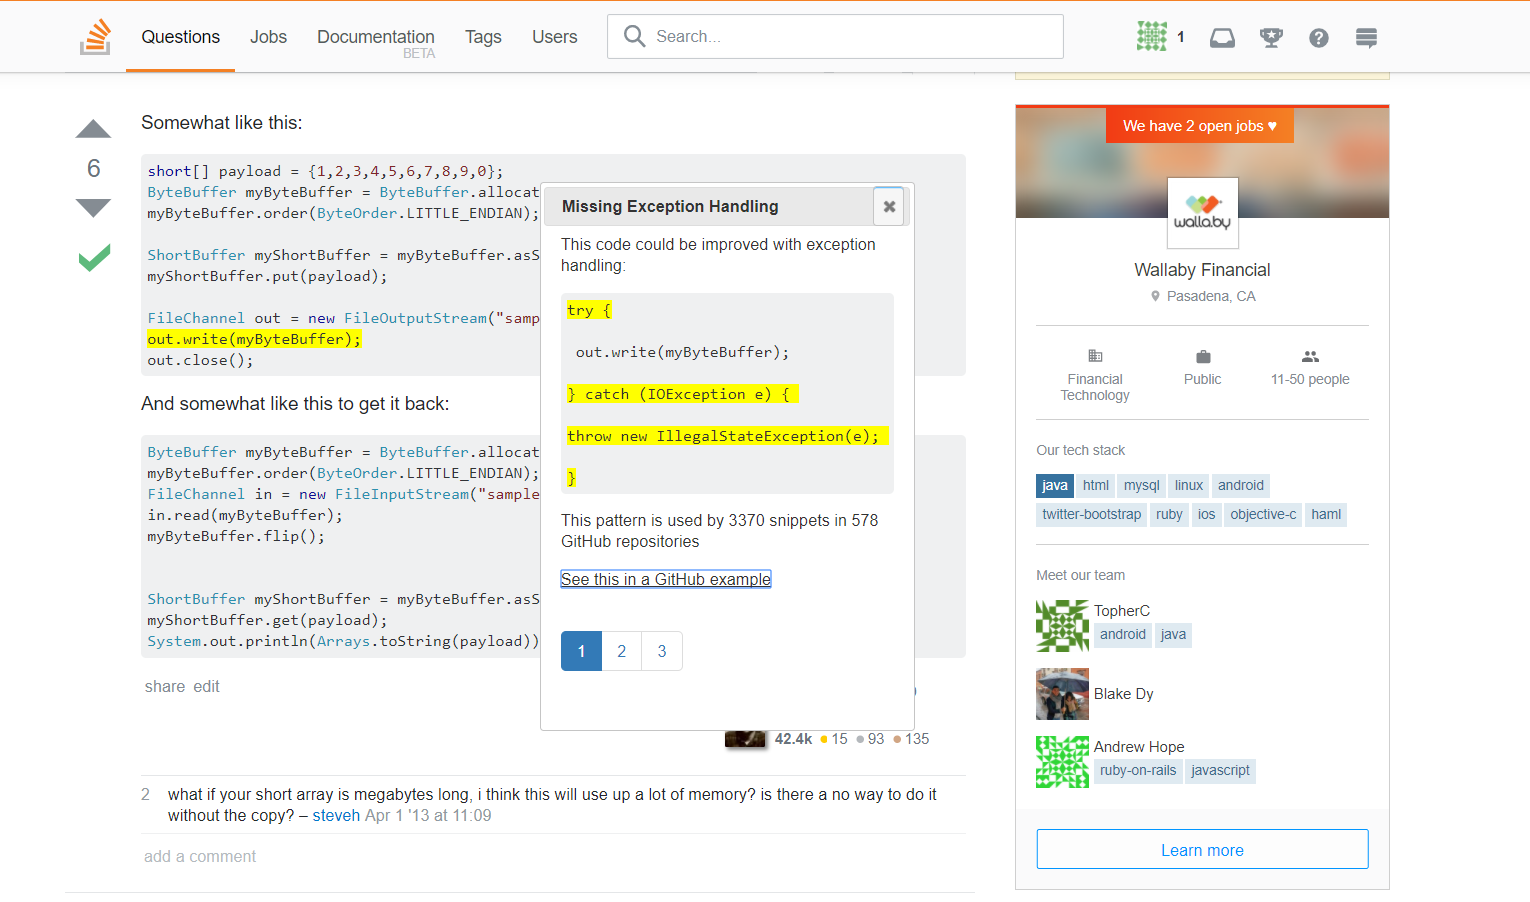 Questions
Jobs
Documentation
BETA
Tags
Users
Search...
1
Somewhat like this:
6
short[] payload = {1,2,3,4,5,6,7,8,9,0};
ByteBuffer myByteBuffer = ByteBuffer.allocat
myByteBuffer.order(ByteOrder.LITTLE_ENDIAN);
ShortBuffer myShortBuffer = myByteBuffer.asS
myShortBuffer.put(payload);
FileChannel out = new FileOutputStream("samp
out.write(myByteBuffer);
out.close();
And somewhat like this to get it back:
ByteBuffer myByteBuffer = ByteBuffer.allocat
myByteBuffer.order(ByteOrder.LITTLE_ENDIAN);
FileChannel in = new FileInputStream("sample
in.read(myByteBuffer);
myByteBuffer.flip();
ShortBuffer myShortBuffer = myByteBuffer.asS
myShortBuffer.get(payload);
System.out.println(Arrays.toString(payload))
share edit
Missing Exception Handling
This code could be improved with exception
handling:
try {
out.write(myByteBuffer);
} catch (IOException e) {
throw new IllegalStateException(e);
}
This pattern is used by 3370 snippets in 578
GitHub repositories
See this in a GitHub example
1 2 3
42.4k 15 93 135
2 what if your short array is megabytes long, i think this will use up a lot of memory? is there a no way to do it
without the copy? – steveh Apr 1 '13 at 11:09
add a comment
We have 2 open jobs ♥
wallaby
Wallaby Financial
Pasadena, CA
Financial
Technology
Public
11-50 people
Our tech stack
java html mysql linux android
twitter-bootstrap ruby ios objective-c haml
Meet our team
TopherC
android java
Blake Dy
Andrew Hope
ruby-on-rails javascript
Learn more